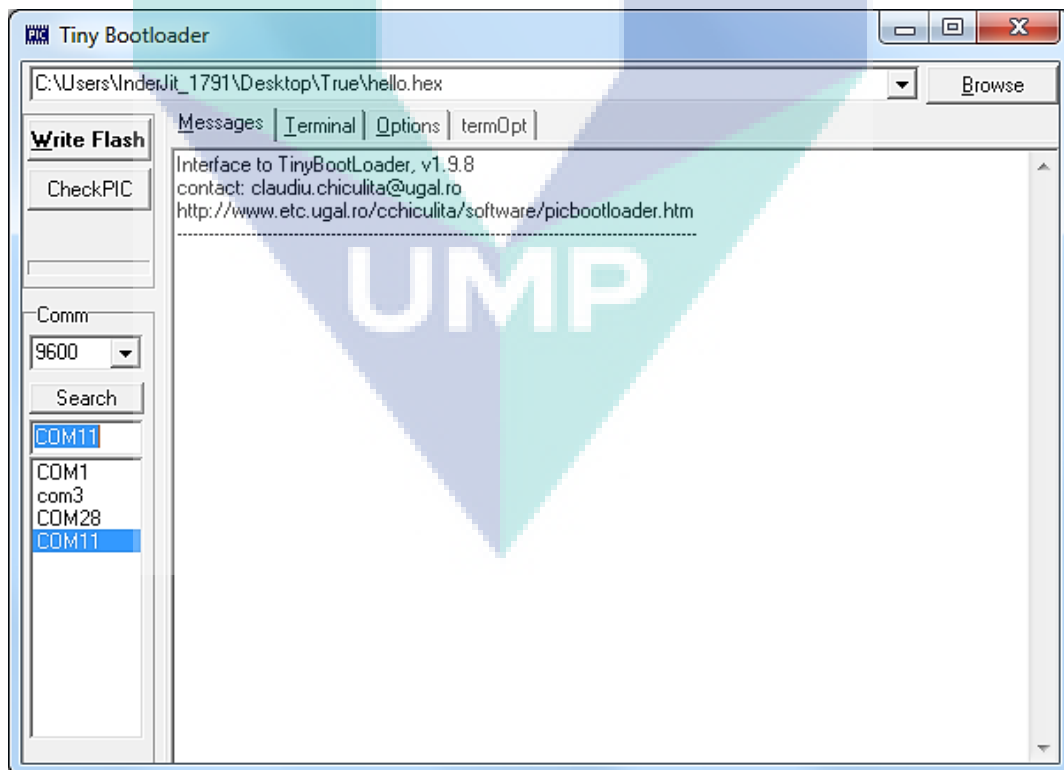 Tiny Bootloader
C:\Users\InderJit_1791\Desktop\True\hello.hex
Browse
Write Flash
CheckPIC
Messages Terminal Options termOpt
Interface to TinyBootLoader, v1.9.8
contact: claudiu.chiculita@ugal.ro
http://www.etc.ugal.ro/cchiculita/software/picbootloader.htm
--------------------------------------------------------------------------------
UMP
Comm
9600
Search
COM11
COM1
com3
COM28
COM11